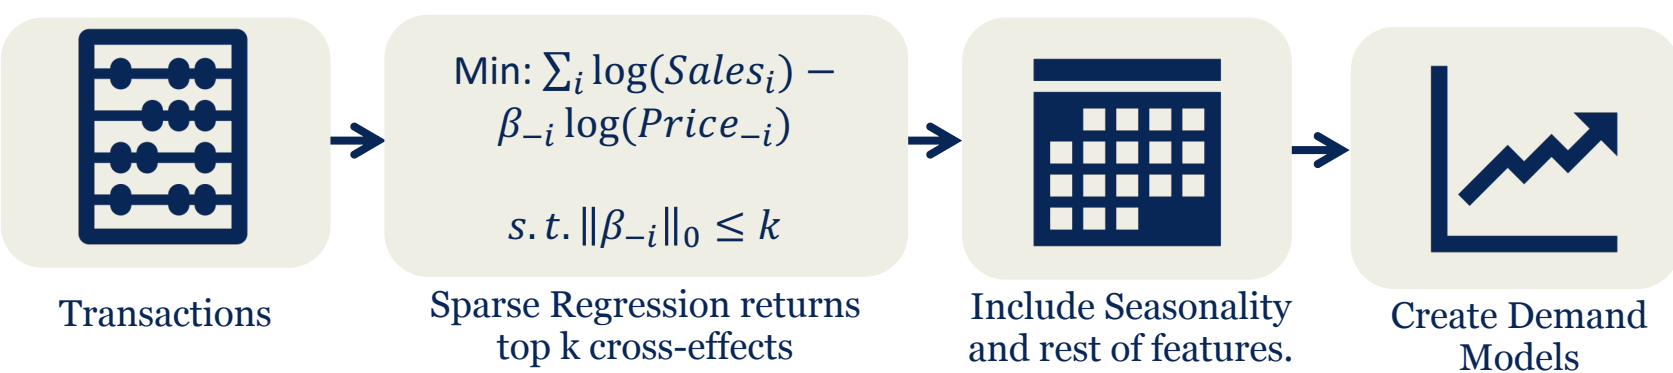 Min: ∑ᵢ log(Salesᵢ) −
β₋ᵢ log(Price₋ᵢ)
s.t.‖β₋ᵢ‖₀ ≤ k
Transactions
Sparse Regression returns
top k cross-effects
Include Seasonality
and rest of features.
Create Demand
Models